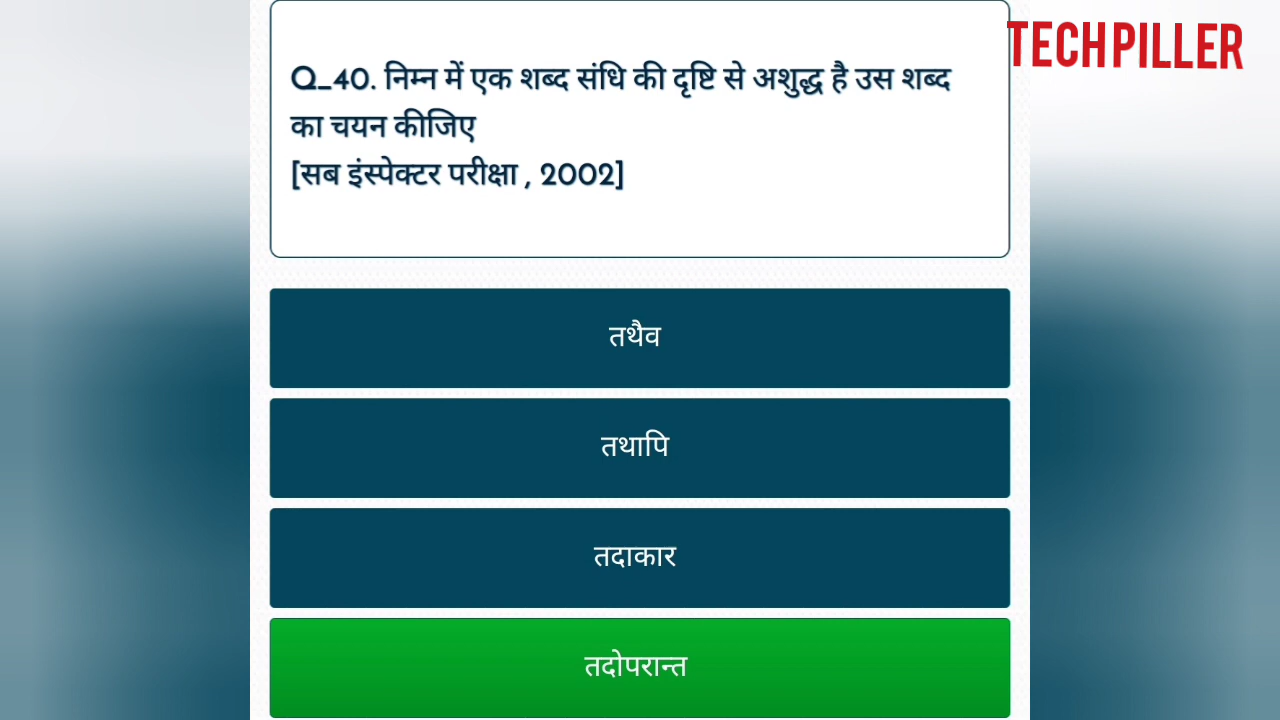 TECHPILLER
Q_40. निम्न में एक शब्द संधि की दृष्टि से अशुद्ध है उस शब्द
का चयन कीजिए
[सब इंस्पेक्टर परीक्षा , 2002]
तथैव
तथापि
तदाकार
तदोपरान्त